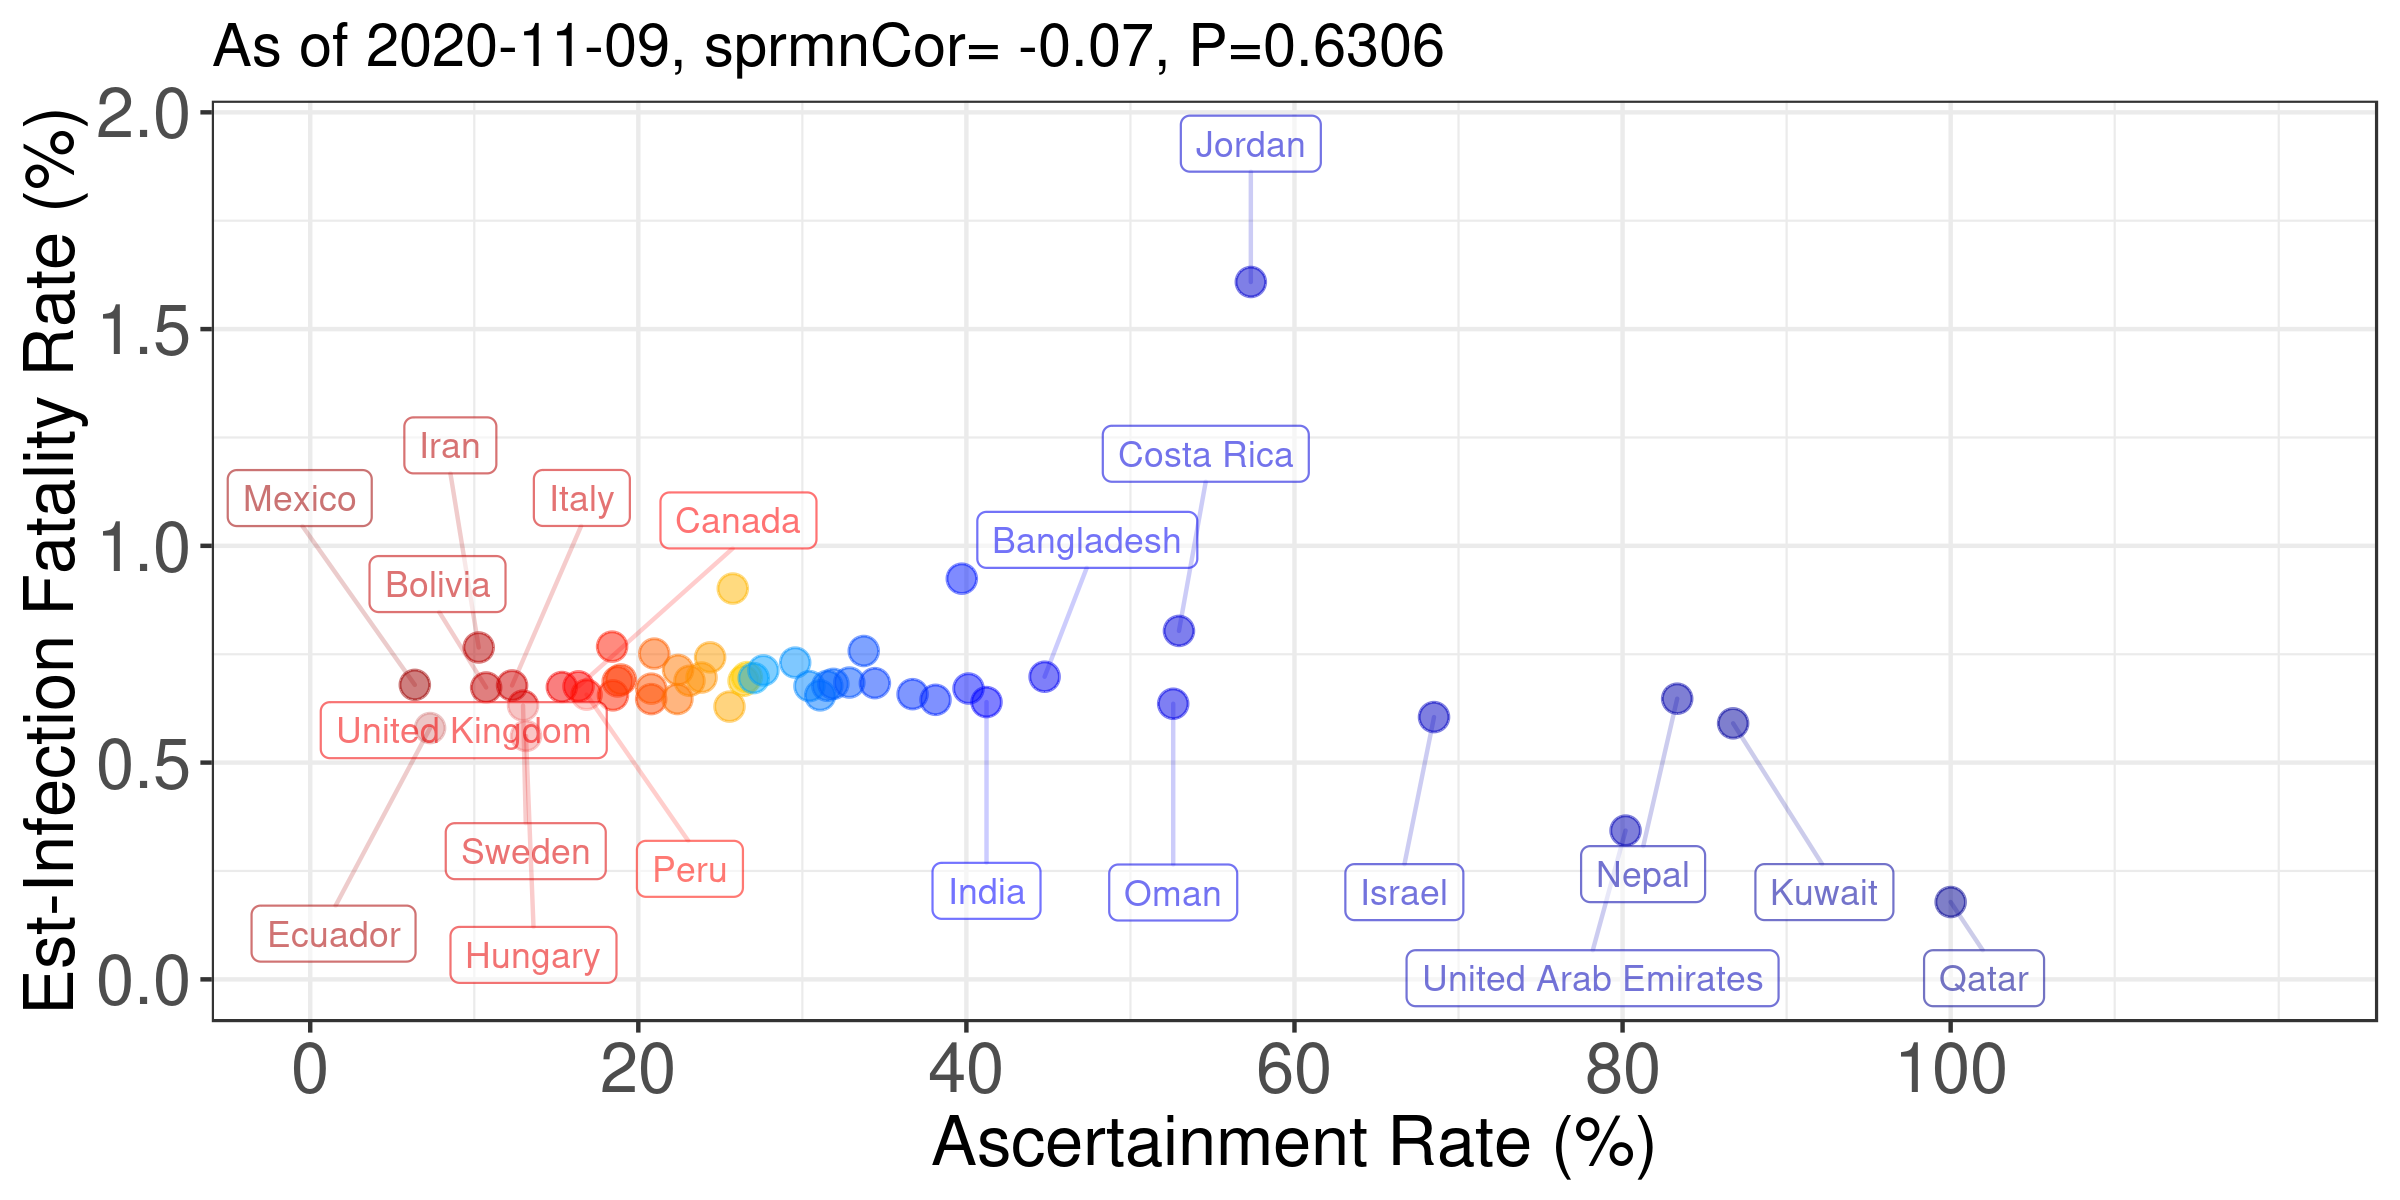 As of 2020-11-09, sprmnCor= -0.07, P=0.6306
Est-Infection Fatality Rate (%)
2.0
1.5
1.0
0.5
0.0
Jordan
Iran
Costa Rica
Mexico
Italy
Canada
Bangladesh
Bolivia
United Kingdom
Sweden
Peru
Nepal
India
Oman
Israel
Kuwait
Ecuador
Hungary
United Arab Emirates
Qatar
0 20 40 60 80 100
Ascertainment Rate (%)